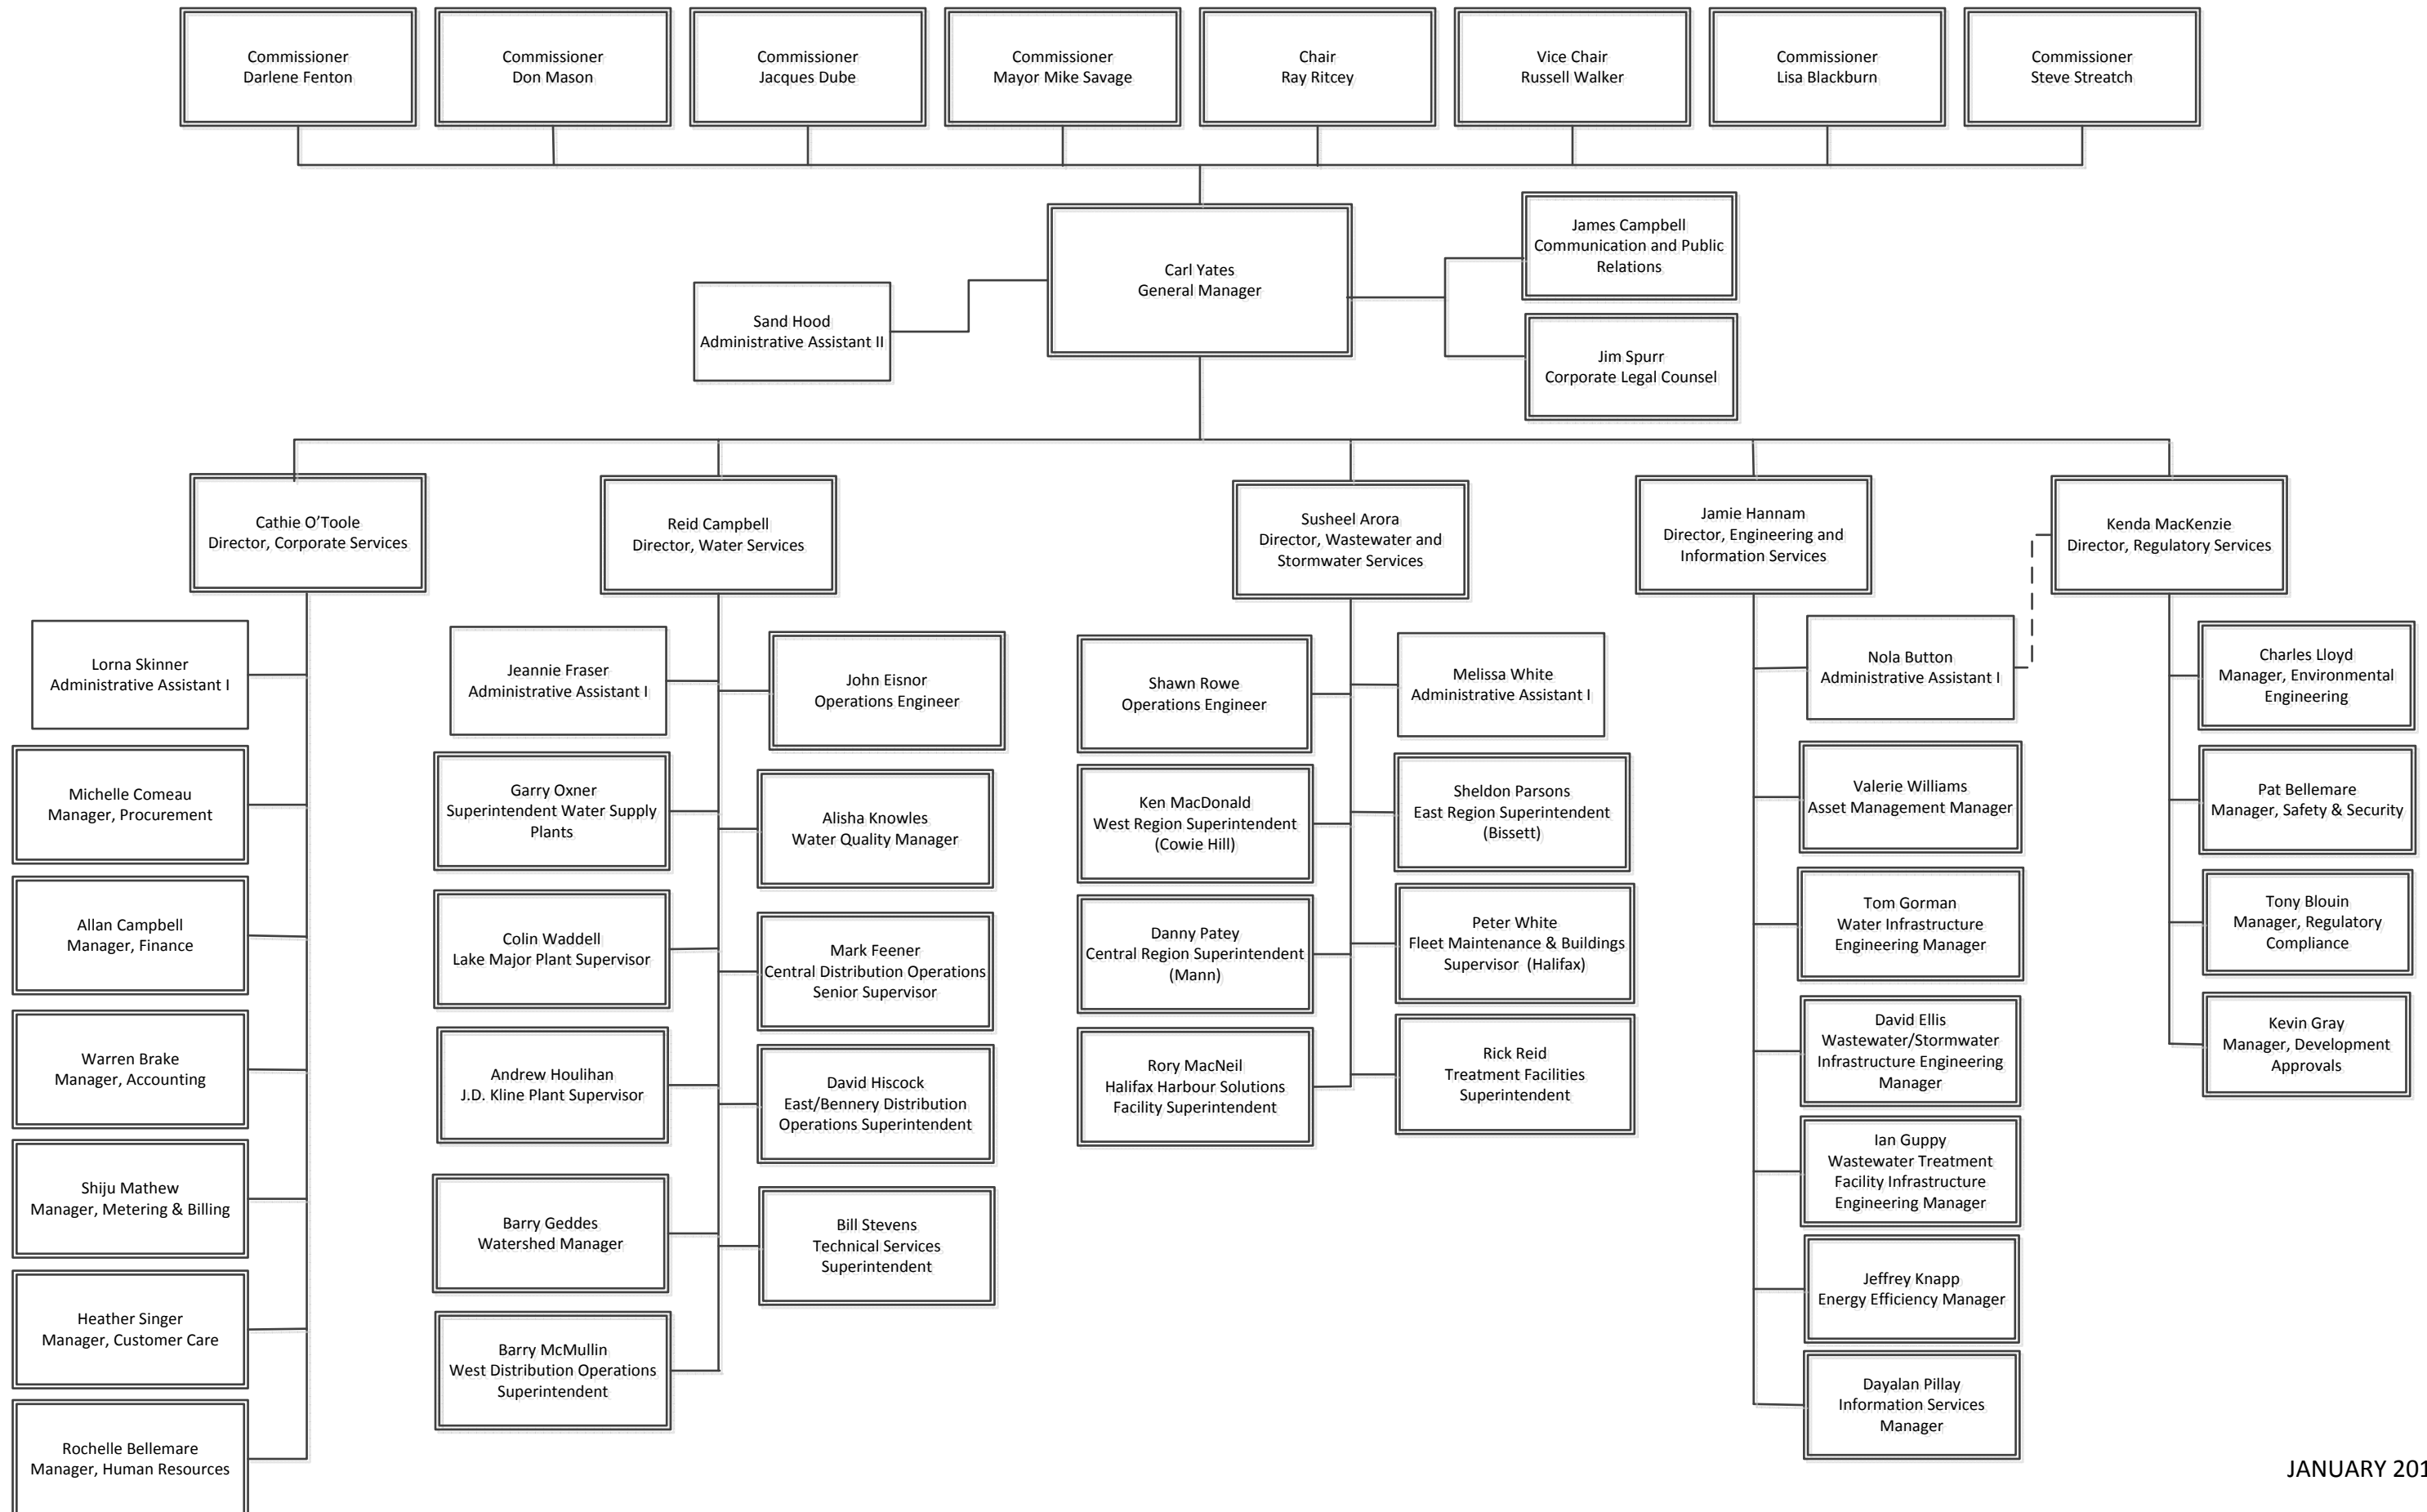 Commissioner
Darlene Fenton
Commissioner
Don Mason
Commissioner
Jacques Dube
Commissioner
Mayor Mike Savage
Chair
Ray Ritcey
Vice Chair
Russell Walker
Commissioner
Lisa Blackburn
Commissioner
Steve Streatch
Carl Yates
General Manager
James Campbell
Communication and Public
Relations
Sand Hood
Administrative Assistant II
Jim Spurr
Corporate Legal Counsel
Cathie O’Toole
Director, Corporate Services
Reid Campbell
Director, Water Services
Susheel Arora
Director, Wastewater and
Stormwater Services
Jamie Hannam
Director, Engineering and
Information Services
Kenda MacKenzie
Director, Regulatory Services
Lorna Skinner
Administrative Assistant I
Michelle Comeau
Manager, Procurement
Allan Campbell
Manager, Finance
Warren Brake
Manager, Accounting
Shiju Mathew
Manager, Metering & Billing
Heather Singer
Manager, Customer Care
Rochelle Bellemare
Manager, Human Resources
Jeannie Fraser
Administrative Assistant I
John Eisnor
Operations Engineer
Garry Oxner
Superintendent Water Supply
Plants
Alisha Knowles
Water Quality Manager
Colin Waddell
Lake Major Plant Supervisor
Mark Feener
Central Distribution Operations
Senior Supervisor
Andrew Houlihan
J.D. Kline Plant Supervisor
David Hiscock
East/Bennery Distribution
Operations Superintendent
Barry Geddes
Watershed Manager
Bill Stevens
Technical Services
Superintendent
Barry McMullin
West Distribution Operations
Superintendent
Shawn Rowe
Operations Engineer
Melissa White
Administrative Assistant I
Ken MacDonald
West Region Superintendent
(Cowie Hill)
Sheldon Parsons
East Region Superintendent
(Bissett)
Danny Patey
Central Region Superintendent
(Mann)
Peter White
Fleet Maintenance & Buildings
Supervisor (Halifax)
Rory MacNeil
Halifax Harbour Solutions
Facility Superintendent
Rick Reid
Treatment Facilities
Superintendent
Nola Button
Administrative Assistant I
Valerie Williams
Asset Management Manager
Tom Gorman
Water Infrastructure
Engineering Manager
David Ellis
Wastewater/Stormwater
Infrastructure Engineering
Manager
Ian Guppy
Wastewater Treatment
Facility Infrastructure
Engineering Manager
Jeffrey Knapp
Energy Efficiency Manager
Dayalan Pillay
Information Services
Manager
Charles Lloyd
Manager, Environmental
Engineering
Pat Bellemare
Manager, Safety & Security
Tony Blouin
Manager, Regulatory
Compliance
Kevin Gray
Manager, Development
Approvals
JANUARY 201